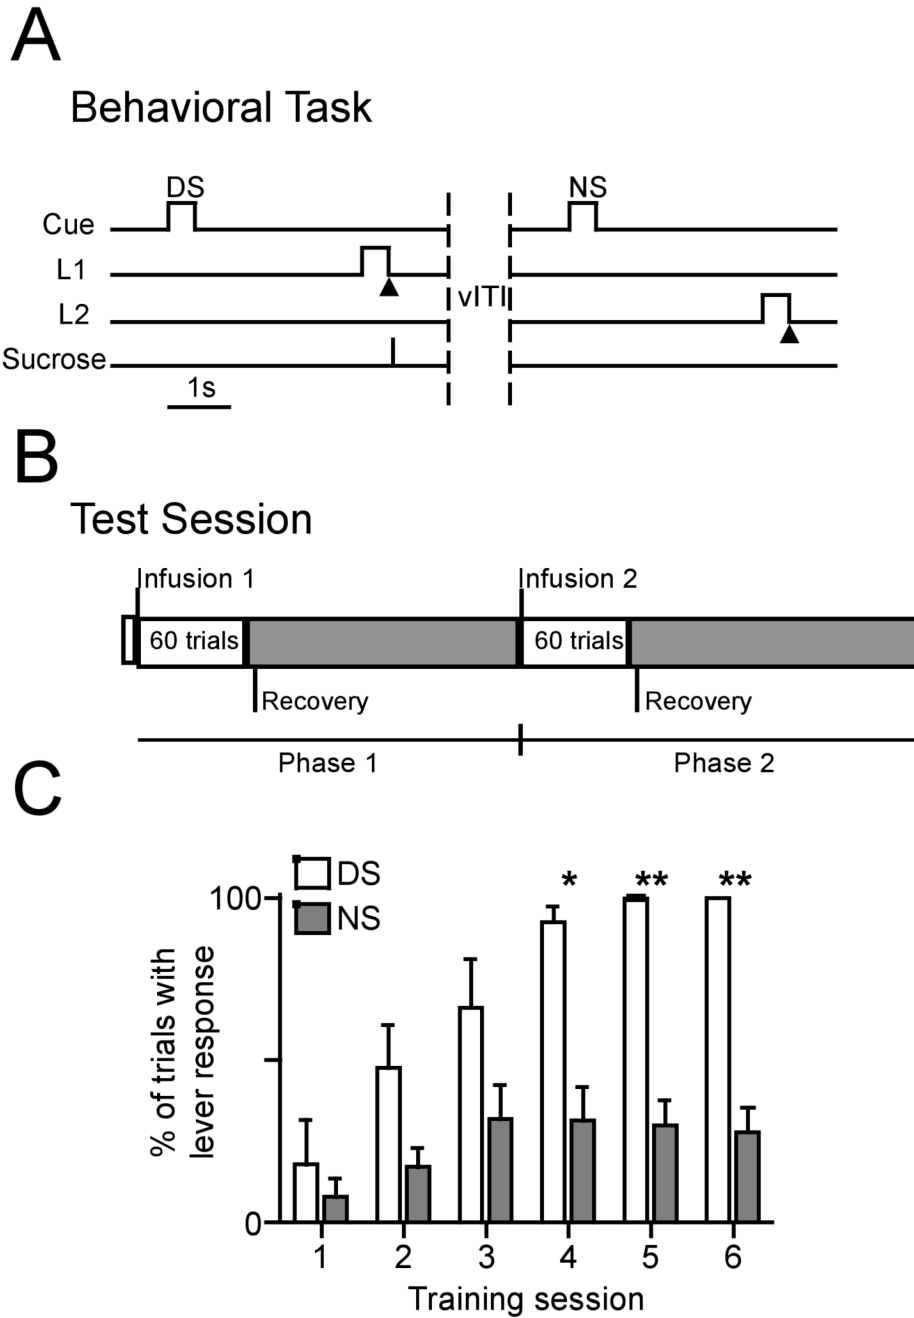 A
Behavioral Task
DS
NS
Cue
L1
vITI
L2
Sucrose
1s
B
Test Session
Infusion 1
Infusion 2
60 trials
60 trials
Recovery
Recovery
Phase 1
Phase 2
C
DS
NS
*
**
**
100
0
% of trials with
lever response
1
2
3
4
5
6
Training session